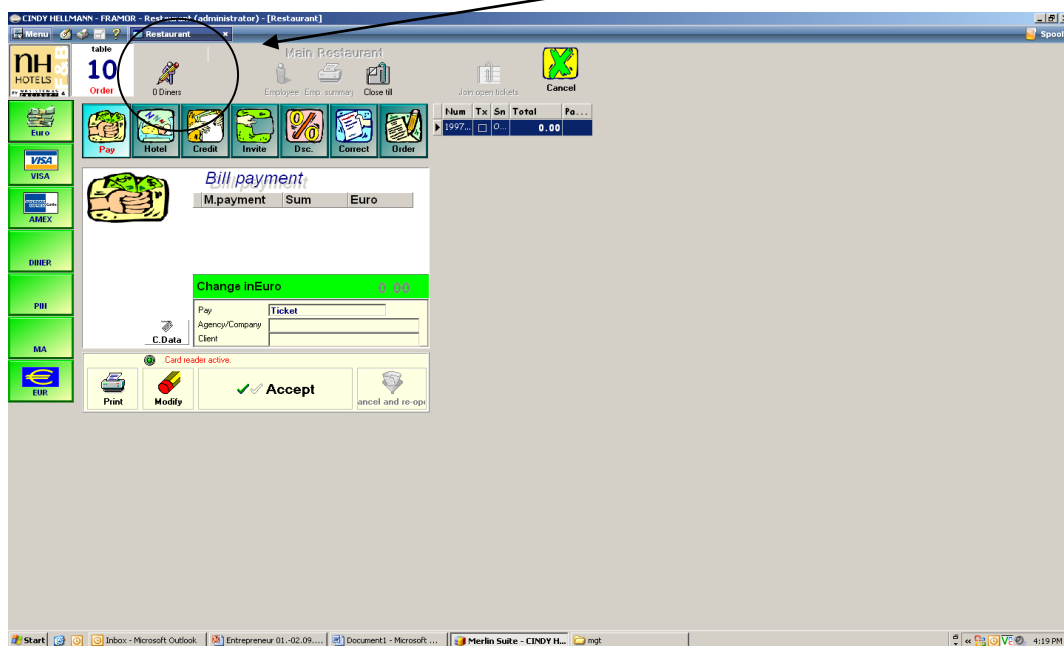 CINDY HELLMANN - FRAMOR - Restaurant (administrator) - [Restaurant]
Menu ? Restaurant x Spool
nH
HOTELS
table
10
Order
0 Diners
Main Restaurant
Employee Emp. summary Close till
Join open tickets
Cancel
Euro
VISA
VISA
AMEX
DINER
PIN
MA
EUR
Pay Hotel Credit Invite Dsc. Correct Order
Num Tx Sn Total Pa...
1997... O... 0.00
Bill payment
M.payment Sum Euro
Change inEuro 0.00
Pay Ticket
Agency/Company
C.Data Client
Card reader active.
Print Modify Accept ancel and re-op
Start Inbox - Microsoft Outlook Entrepreneur 01.-02.09.... Document1 - Microsoft ... Merlin Suite - CINDY H... mgt 4:19 PM